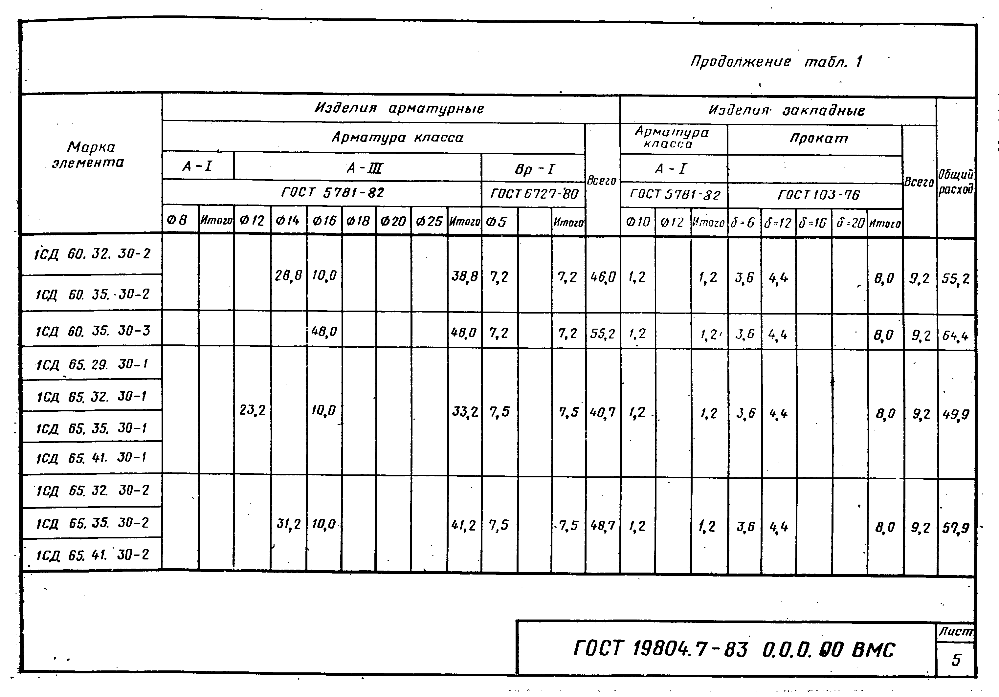 Продолжение табл. 1
Марка элемента
Изделия арматурные
Изделия закладные
Общий расход
Арматура класса
Всего
Арматура класса
Прокат
Всего
А-I
А-III
Вр-I
А-I
ГОСТ 5781-82
ГОСТ 6727-80
ГОСТ 5781-82
ГОСТ 103-76
Ф8 Итого Ф12 Ф14 Ф16 Ф18 Ф20 Ф25 Итого Ф5 Итого Ф10 Ф12 Итого δ=6 δ=12 δ=16 δ=20 Итого
1СД 60.32.30-2
1СД 60.35.30-2
28,8 10,0 38,8 7,2 7,2 46,0 1,2 1,2 3,6 4,4 8,0 9,2 55,2
1СД 60.35.30-3 48,0 48,0 7,2 7,2 55,2 1,2 1,2 3,6 4,4 8,0 9,2 64,4
1СД 65.29.30-1
1СД 65.32.30-1
1СД 65.35.30-1
1СД 65.41.30-1
23,2 10,0 33,2 7,5 7,5 40,7 1,2 1,2 3,6 4,4 8,0 9,2 49,9
1СД 65.32.30-2
1СД 65.35.30-2
1СД 65.41.30-2
31,2 10,0 41,2 7,5 7,5 48,7 1,2 1,2 3,6 4,4 8,0 9,2 57,9
ГОСТ 19804.7-83 0.0.0.00 ВМС
Лист
5